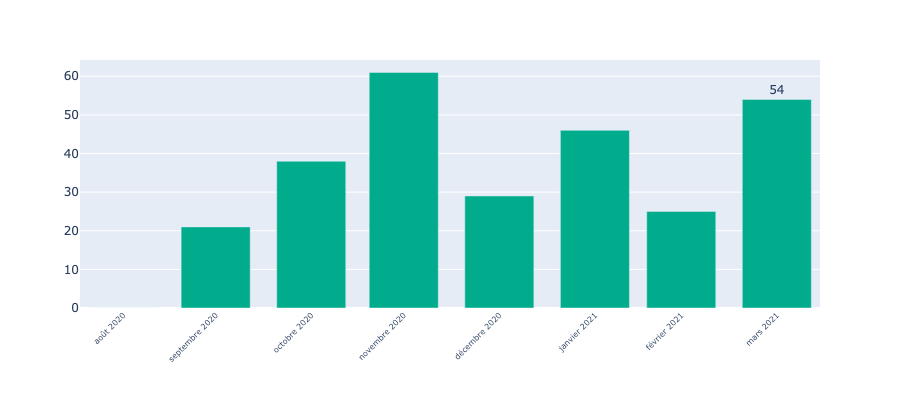 60
50
40
30
20
10
0
54
août 2020
septembre 2020
octobre 2020
novembre 2020
décembre 2020
janvier 2021
février 2021
mars 2021